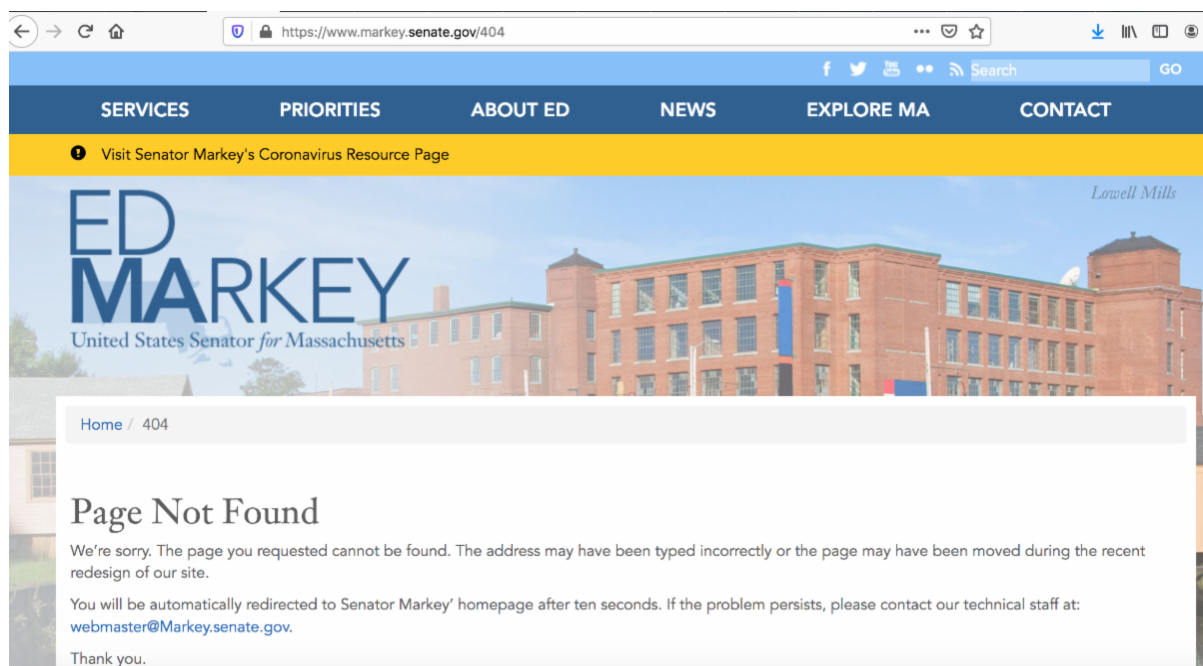 https://www.markey.senate.gov/404
f You Tube Search GO
SERVICES PRIORITIES ABOUT ED NEWS EXPLORE MA CONTACT
Visit Senator Markey's Coronavirus Resource Page
Lowell Mills
ED
MARKEY
United States Senator for Massachusetts
Home / 404
Page Not Found
We're sorry. The page you requested cannot be found. The address may have been typed incorrectly or the page may have been moved during the recent
redesign of our site.
You will be automatically redirected to Senator Markey' homepage after ten seconds. If the problem persists, please contact our technical staff at:
webmaster@Markey.senate.gov.
Thank you.